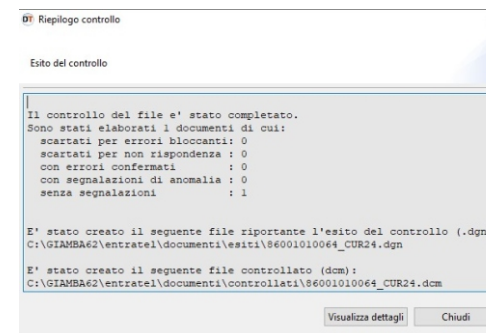 DT Riepilogo controllo
Esito del controllo
Il controllo del file e' stato completato.
Sono stati elaborati 1 documenti di cui:
scartati per errori bloccanti: 0
scartati per non rispondenza : 0
con errori confermati : 0
con segnalazioni di anomalia : 0
senza segnalazioni : 1
E' stato creato il seguente file riportante l'esito del controllo (.dgn
C:\GIAMBA62\entratel\documenti\esiti\86001010064_CUR24.dgn
E' stato creato il seguente file controllato (dcm):
C:\GIAMBA62\entratel\documenti\controllati\86001010064_CUR24.dcm
Visualizza dettagli Chiudi